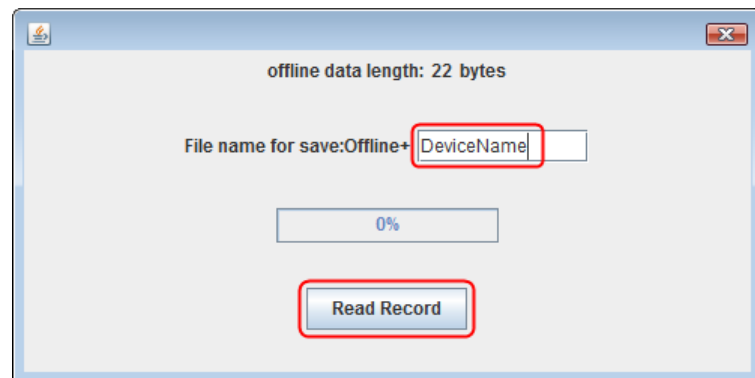 offline data length: 22 bytes
File name for save:Offline+ DeviceName
0%
Read Record